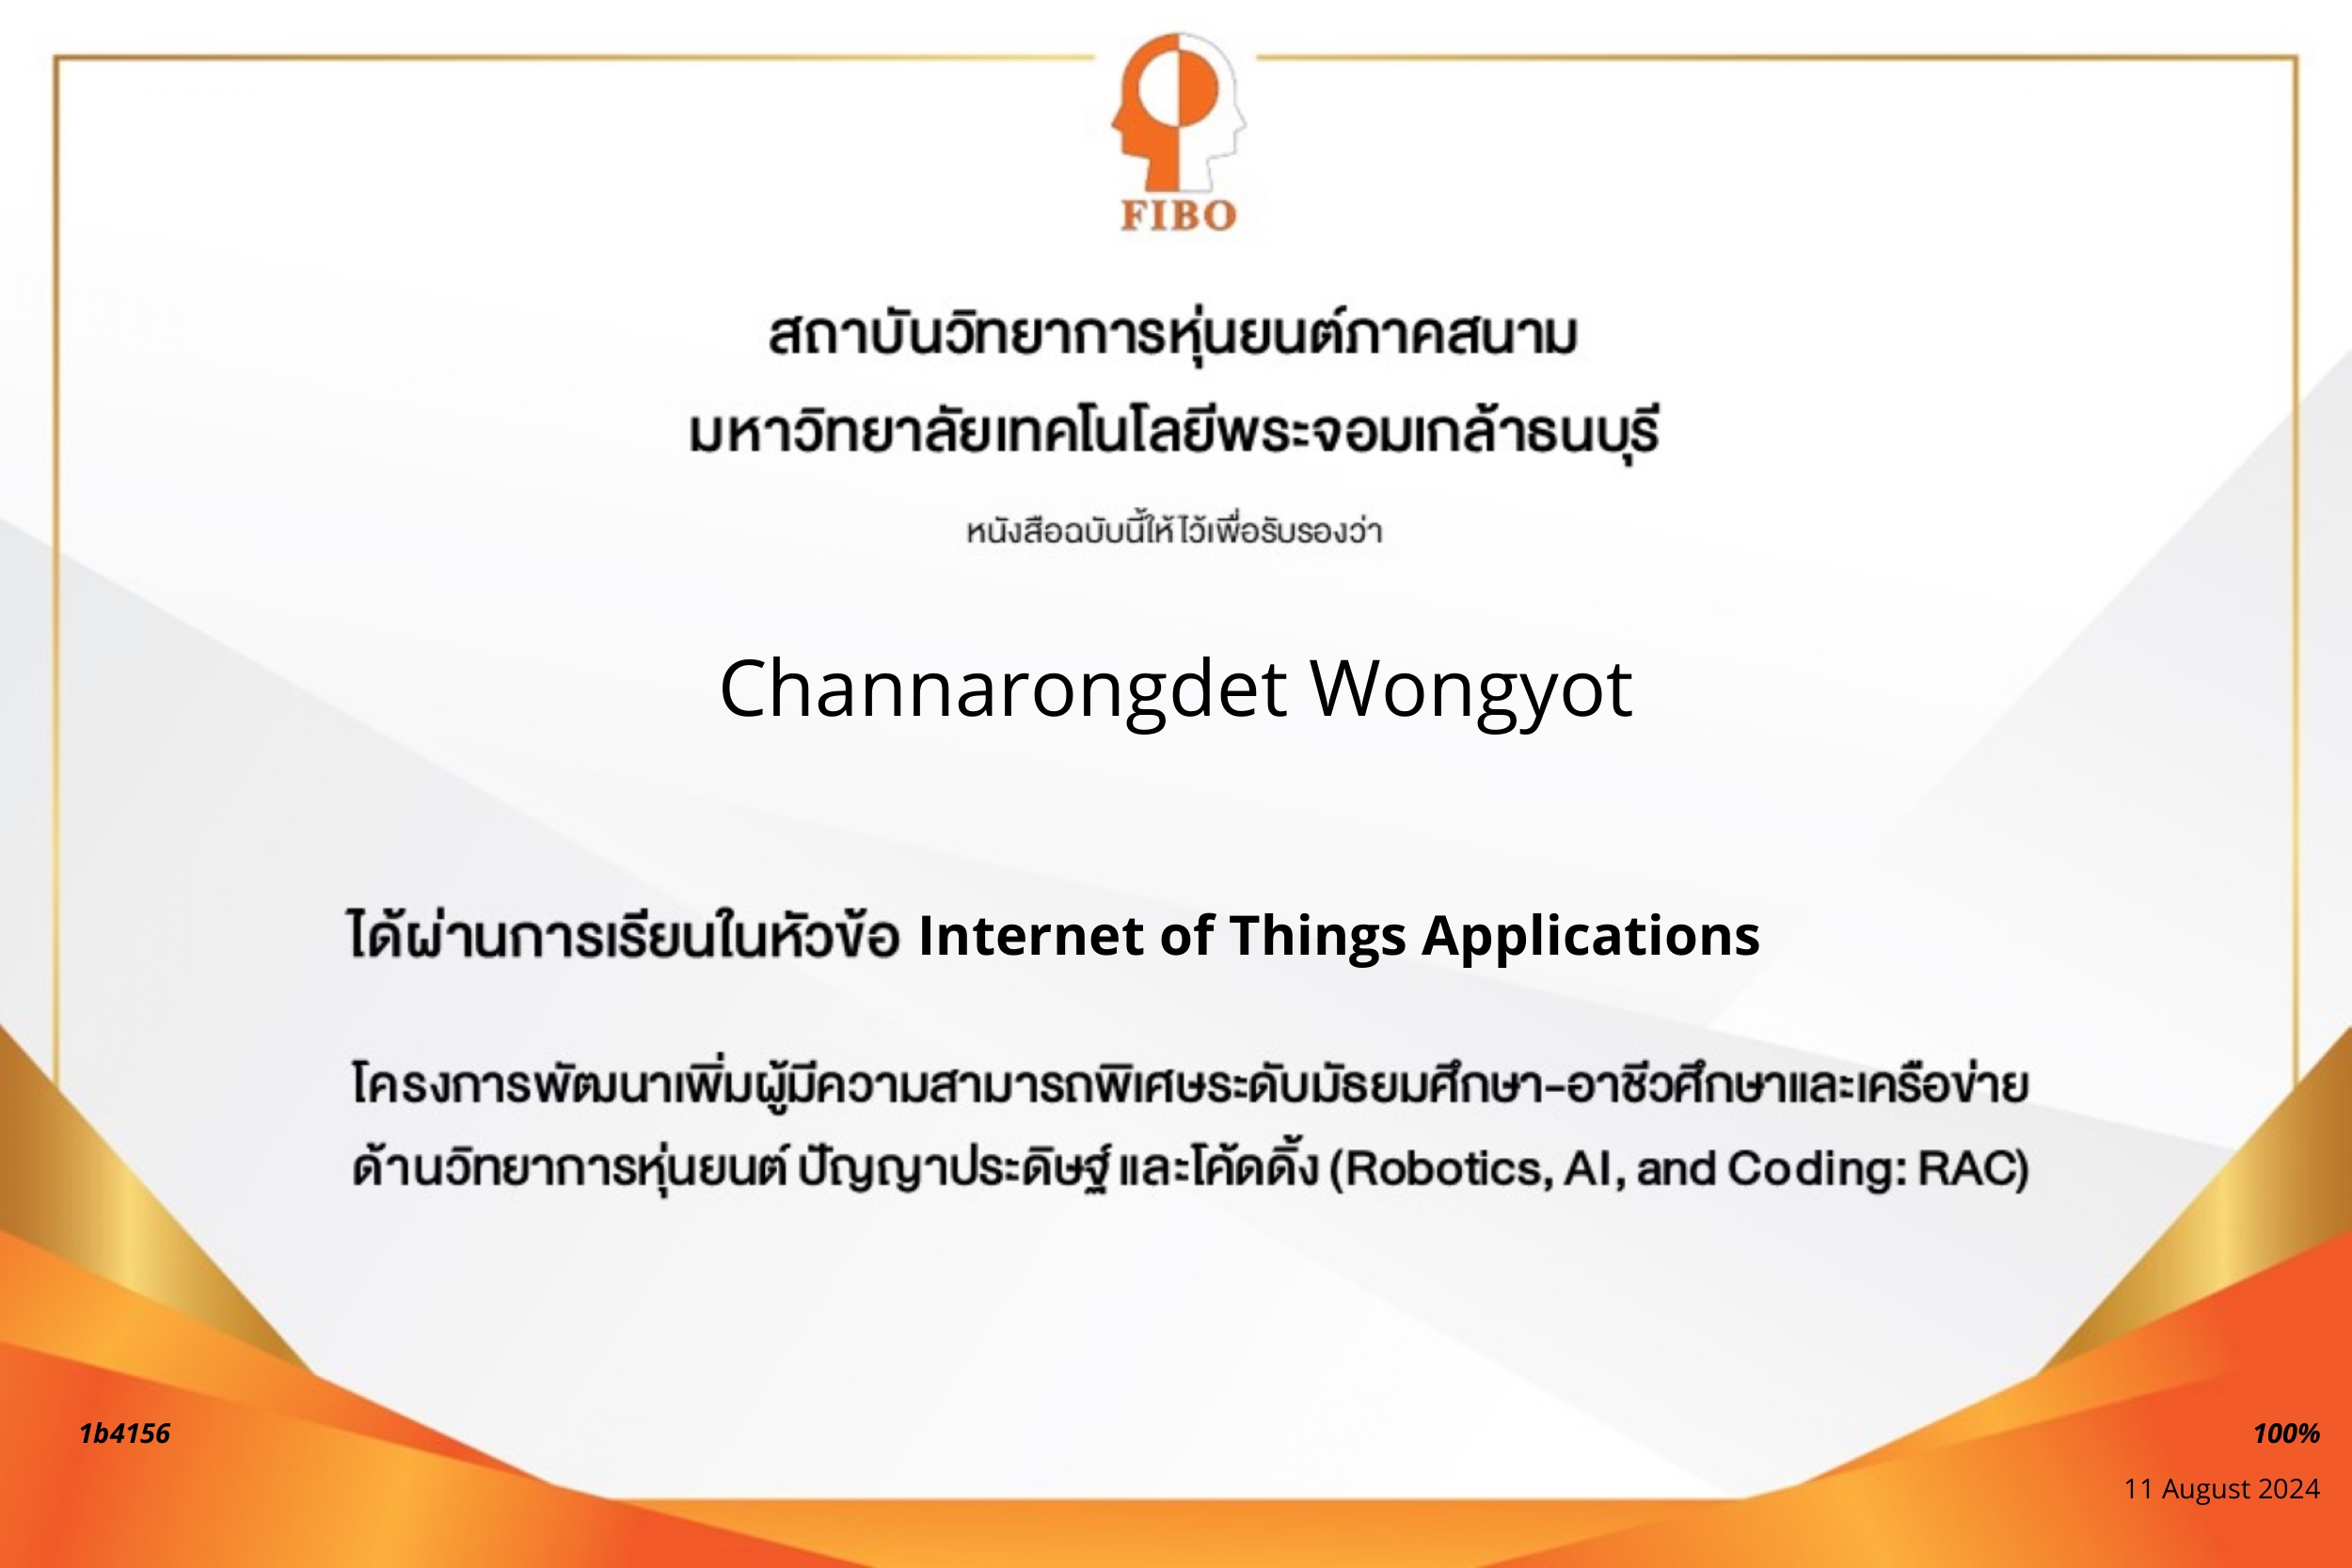 FIBO
สถาบันวิทยาการหุ่นยนต์ภาคสนาม
มหาวิทยาลัยเทคโนโลยีพระจอมเกล้าธนบุรี
หนังสือฉบับนี้ให้ไว้เพื่อรับรองว่า
Channarongdet Wongyot
ได้ผ่านการเรียนในหัวข้อ Internet of Things Applications
โครงการพัฒนาเพิ่มผู้มีความสามารถพิเศษระดับมัธยมศึกษา-อาชีวศึกษาและเครือข่าย
ด้านวิทยาการหุ่นยนต์ ปัญญาประดิษฐ์ และโค้ดดิ้ง (Robotics, AI, and Coding: RAC)
1b4156
100%
11 August 2024